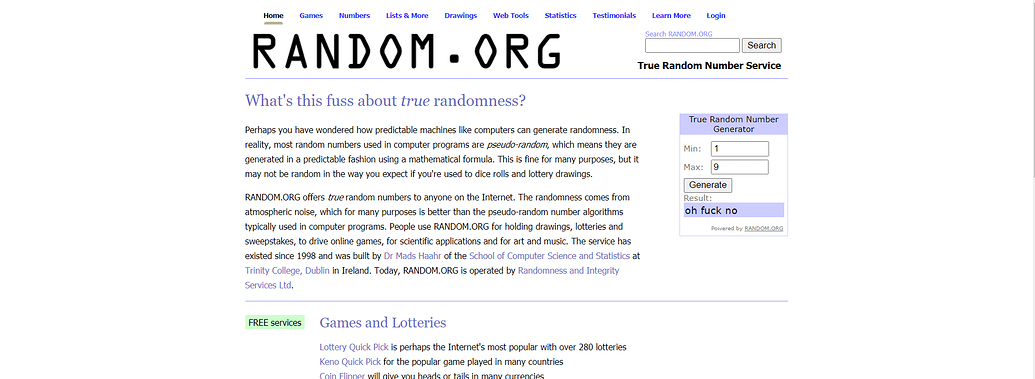 Home Games Numbers Lists & More Drawings Web Tools Statistics Testimonials Learn More Login
RANDOM.ORG
Search RANDOM.ORG
Search
True Random Number Service
What's this fuss about true randomness?
Perhaps you have wondered how predictable machines like computers can generate randomness. In
reality, most random numbers used in computer programs are pseudo-random, which means they are
generated in a predictable fashion using a mathematical formula. This is fine for many purposes, but it
may not be random in the way you expect if you're used to dice rolls and lottery drawings.
RANDOM.ORG offers true random numbers to anyone on the Internet. The randomness comes from
atmospheric noise, which for many purposes is better than the pseudo-random number algorithms
typically used in computer programs. People use RANDOM.ORG for holding drawings, lotteries and
sweepstakes, to drive online games, for scientific applications and for art and music. The service has
existed since 1998 and was built by Dr Mads Haahr of the School of Computer Science and Statistics at
Trinity College, Dublin in Ireland. Today, RANDOM.ORG is operated by Randomness and Integrity
Services Ltd.
True Random Number
Generator
Min: 1
Max: 9
Generate
Result:
oh fuck no
Powered by RANDOM.ORG
FREE services
Games and Lotteries
Lottery Quick Pick is perhaps the Internet's most popular with over 280 lotteries
Keno Quick Pick for the popular game played in many countries
Coin Flipper will give you heads or tails in many currencies